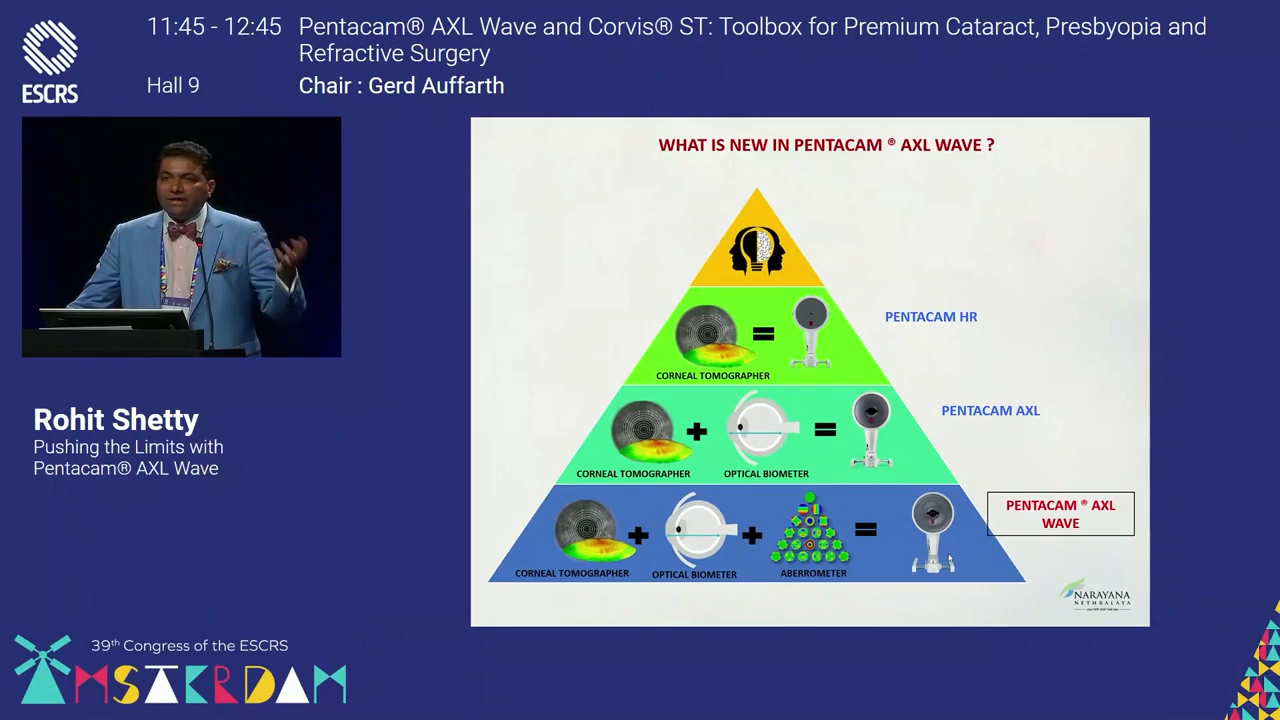 11:45 - 12:45
Pentacam® AXL Wave and Corvis® ST: Toolbox for Premium Cataract, Presbyopia and
Refractive Surgery
Hall 9
Chair : Gerd Auffarth
ESCRS
WHAT IS NEW IN PENTACAM ® AXL WAVE ?
PENTACAM HR
CORNEAL TOMOGRAPHER
PENTACAM AXL
CORNEAL TOMOGRAPHER
OPTICAL BIOMETER
PENTACAM ® AXL
WAVE
CORNEAL TOMOGRAPHER
OPTICAL BIOMETER
ABERROMETER
NARAYANA
NETHRALAYA
Rohit Shetty
Pushing the Limits with
Pentacam® AXL Wave
39th Congress of the ESCRS
AMSTERDAM